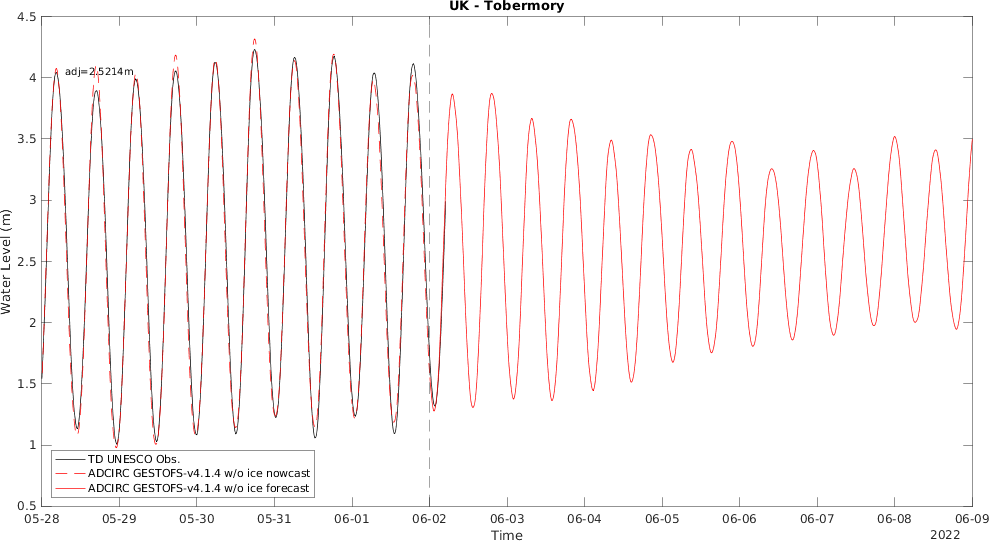 UK - Tobermory
4.5
4
3.5
3
2.5
2
1.5
1
0.5
Water Level (m)
adj=2.5214m
TD UNESCO Obs.
ADCIRC GESTOFS-v4.1.4 w/o ice nowcast
ADCIRC GESTOFS-v4.1.4 w/o ice forecast
05-28 05-29 05-30 05-31 06-01 06-02 06-03 06-04 06-05 06-06 06-07 06-08 06-09
Time
2022